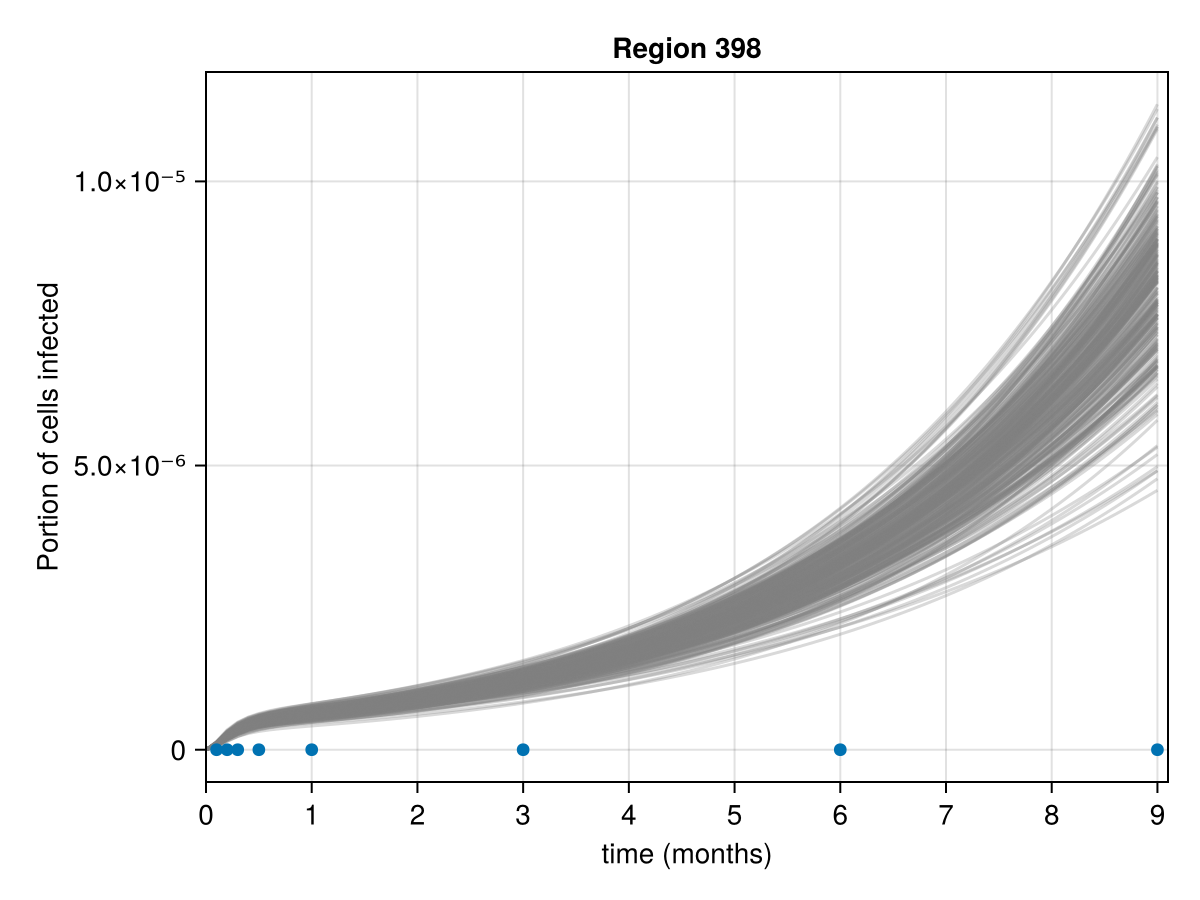 Region 398
Portion of cells infected
1.0×10⁻⁵
5.0×10⁻⁶
0
0 1 2 3 4 5 6 7 8 9
time (months)